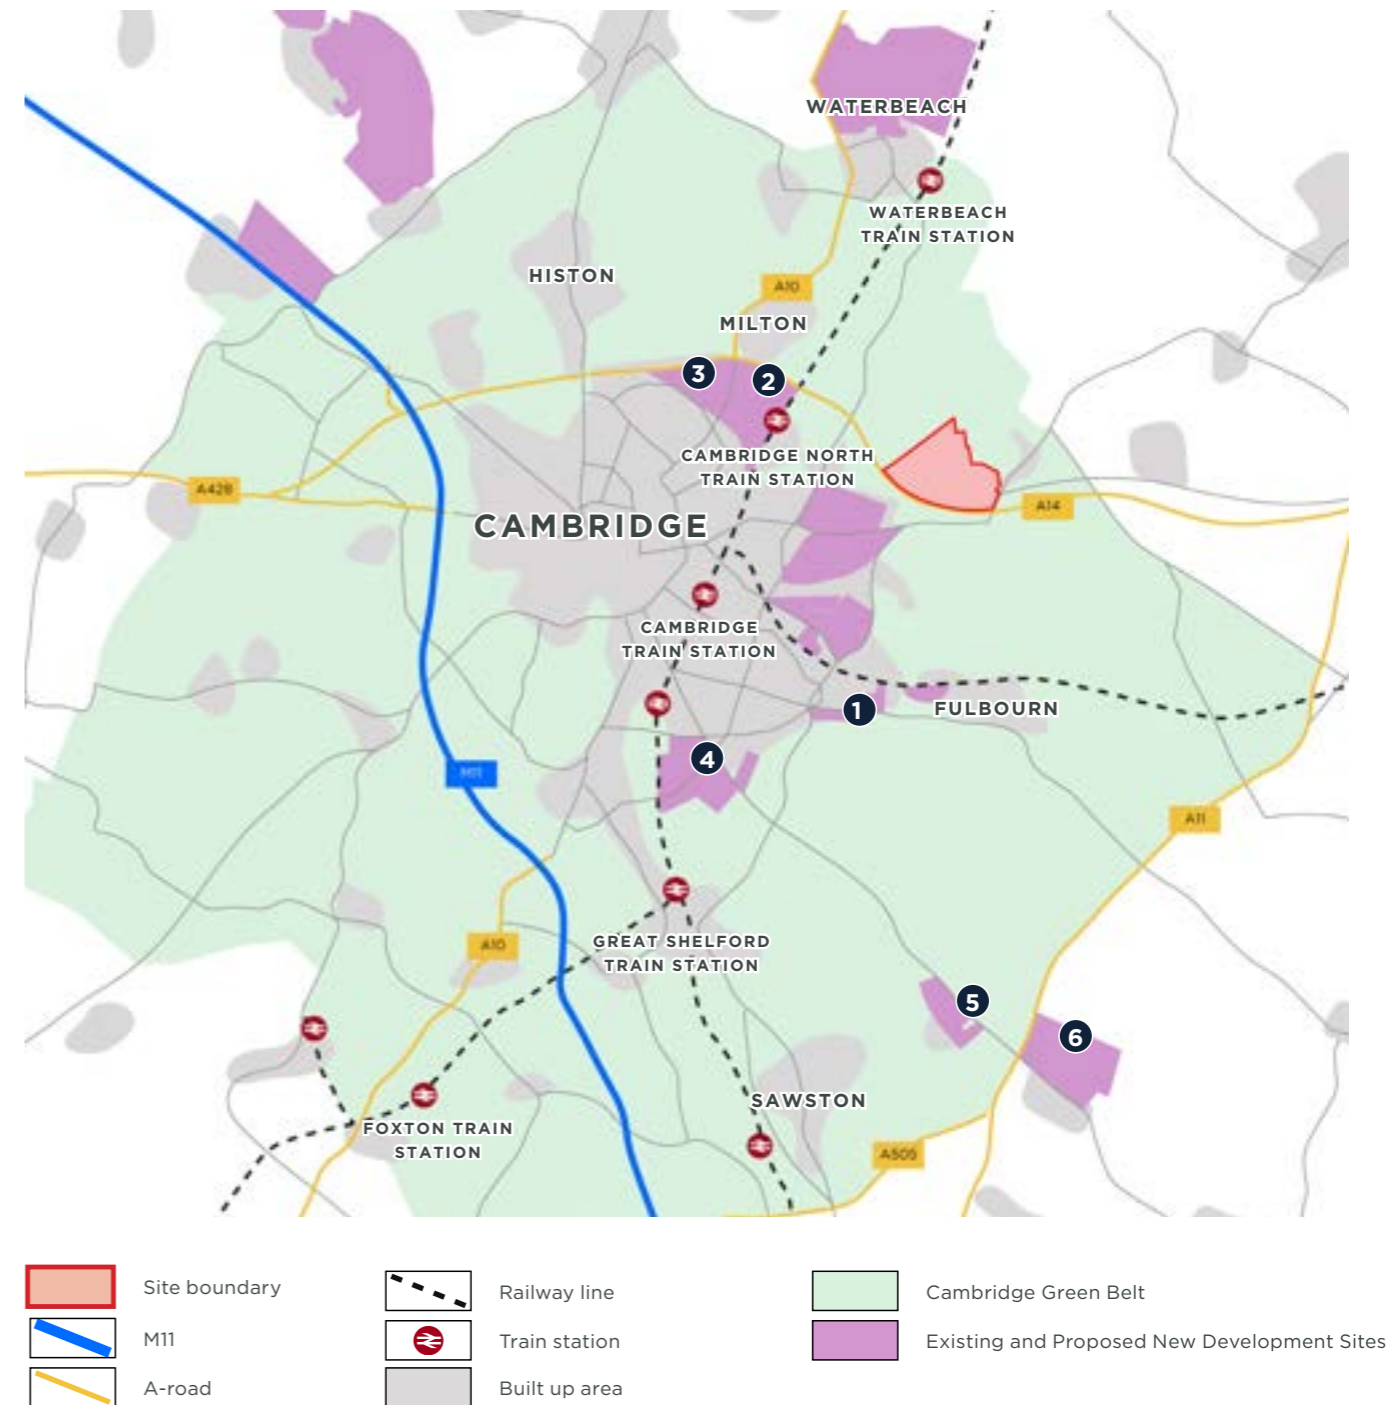 WATERBEACH
WATERBEACH
TRAIN STATION
HISTON
A10
MILTON
3
2
CAMBRIDGE NORTH
TRAIN STATION
A428
A14
CAMBRIDGE
CAMBRIDGE
TRAIN STATION
1
FULBOURN
4
M11
A11
A10
GREAT SHELFORD
TRAIN STATION
5
6
SAWSTON
FOXTON TRAIN
STATION
A505
Site boundary
M11
A-road
Railway line
Train station
Built up area
Cambridge Green Belt
Existing and Proposed New Development Sites